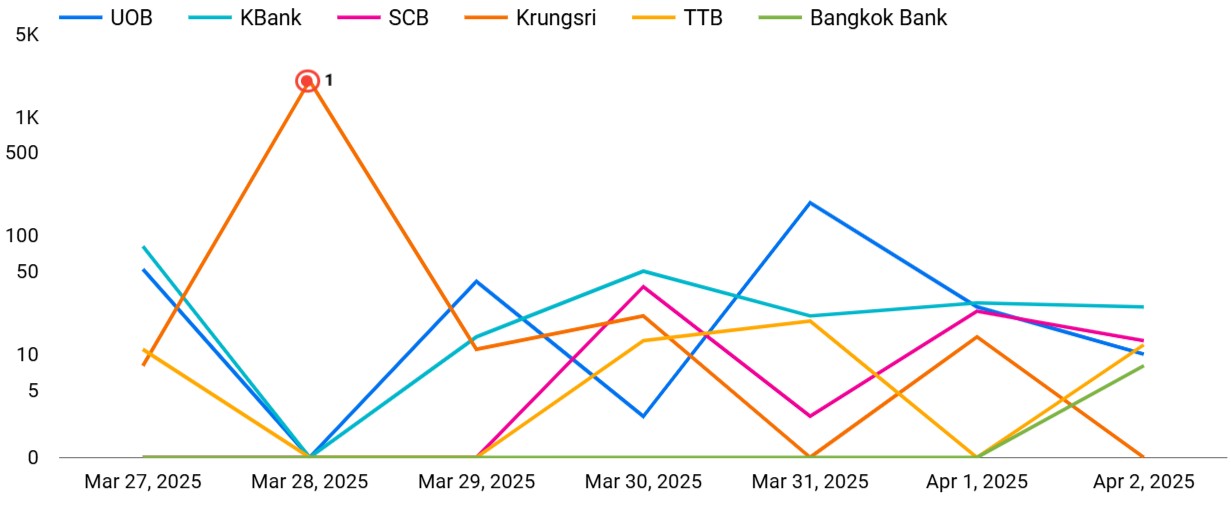 UOB KBank SCB Krungsri TTB Bangkok Bank
5K
1
1K
500
100
50
10
5
0
Mar 27, 2025 Mar 28, 2025 Mar 29, 2025 Mar 30, 2025 Mar 31, 2025 Apr 1, 2025 Apr 2, 2025